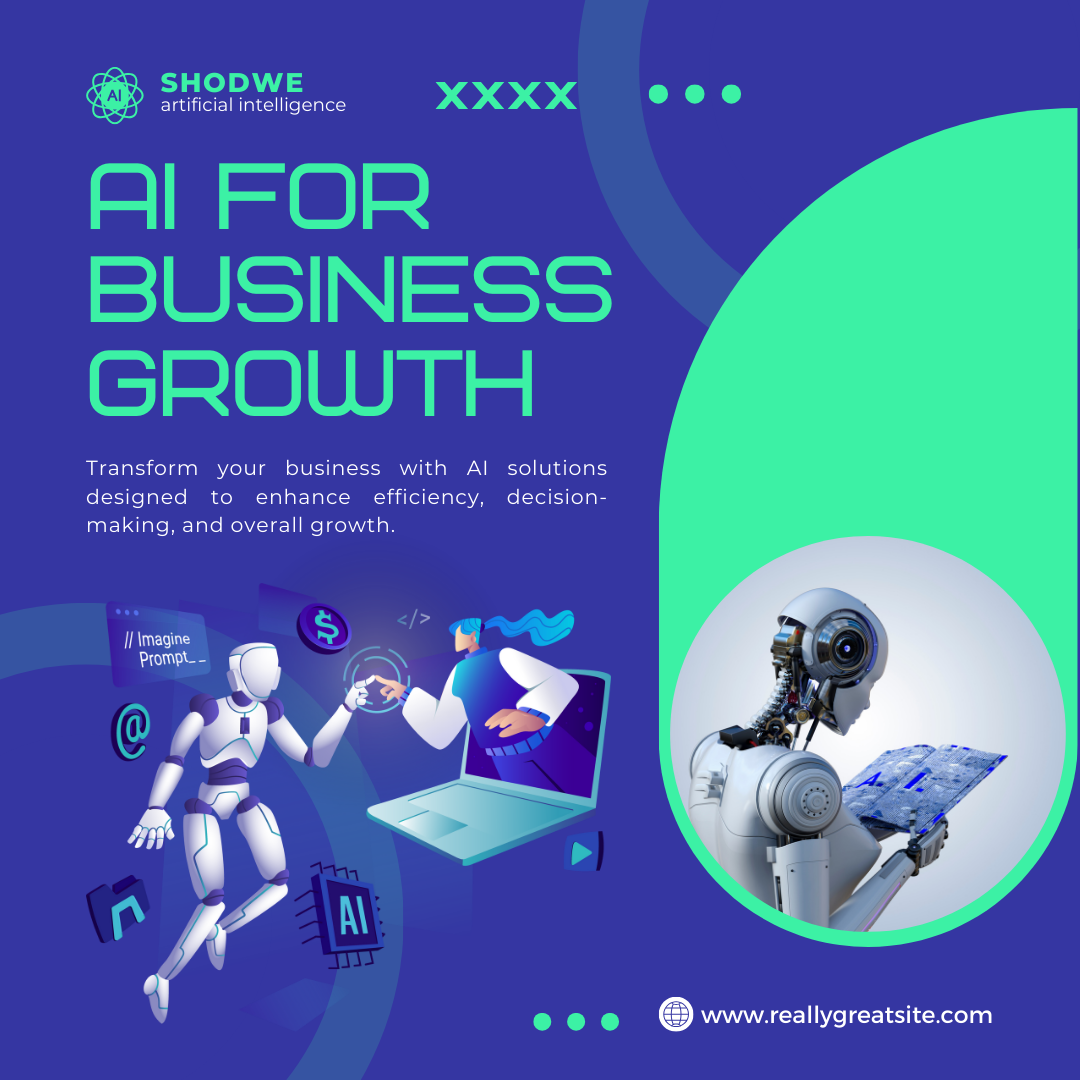 AI
SHODWE
artificial intelligence
XXXX
AI FOR
BUSINESS
GROWTH
Transform your business with AI solutions
designed to enhance efficiency, decision-
making, and overall growth.
// Imagine
Prompt_ _
$
</>
@
AI
A. I.
www.reallygreatsite.com